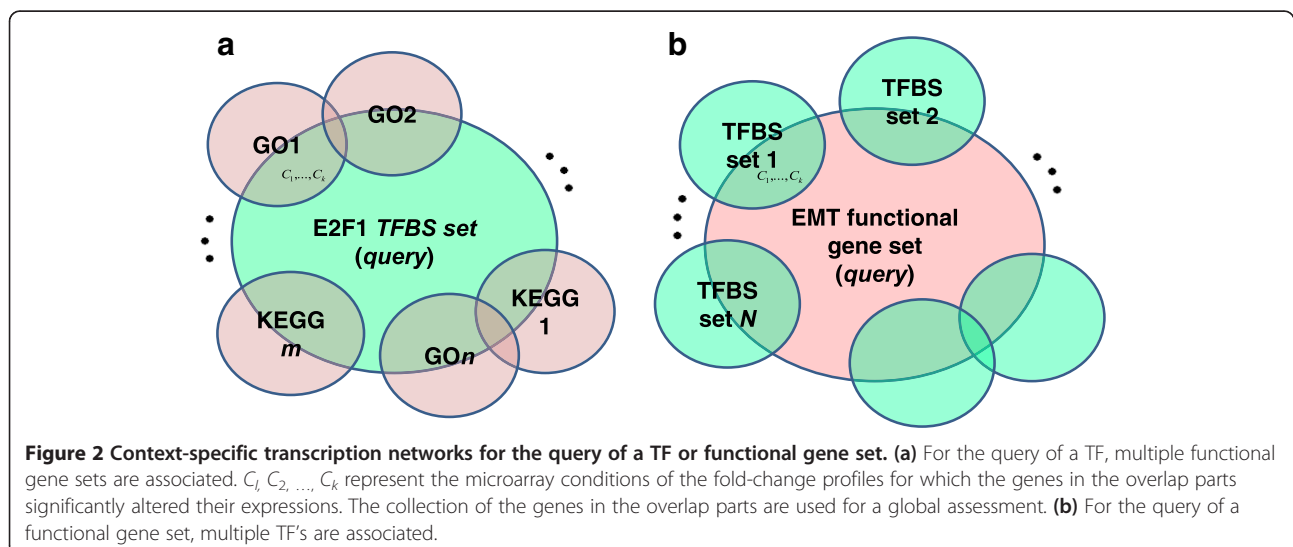 a
GO1
C1,...,Ck
GO2
E2F1 TFBS set
(query)
KEGG
m
GOn
KEGG
1
b
TFBS
set 1
C1,...,Ck
TFBS
set 2
EMT functional
gene set
(query)
TFBS
set N
Figure 2 Context-specific transcription networks for the query of a TF or functional gene set. (a) For the query of a TF, multiple functional
gene sets are associated. Cl, C2, ..., Ck represent the microarray conditions of the fold-change profiles for which the genes in the overlap parts
significantly altered their expressions. The collection of the genes in the overlap parts are used for a global assessment. (b) For the query of a
functional gene set, multiple TF's are associated.